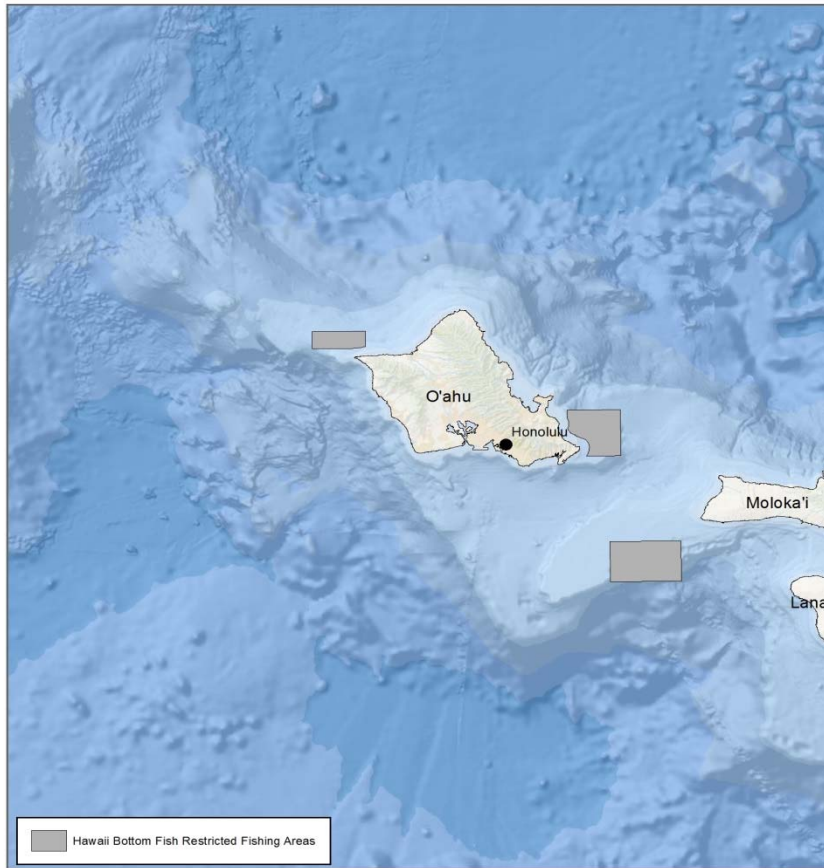 O'ahu
Honolulu
Moloka'i
Lana
Hawaii Bottom Fish Restricted Fishing Areas